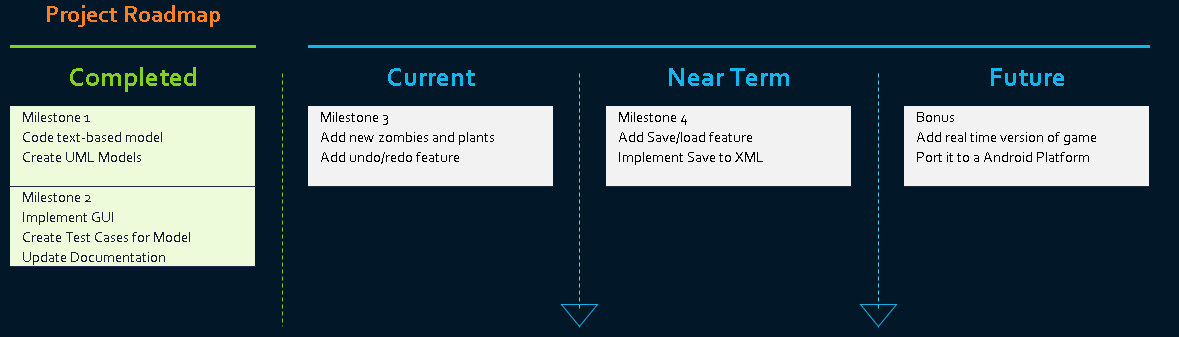 Project Roadmap
Completed
Milestone 1
Code text-based model
Create UML Models
Milestone 2
Implement GUI
Create Test Cases for Model
Update Documentation
Current
Milestone 3
Add new zombies and plants
Add undo/redo feature
Near Term
Milestone 4
Add Save/load feature
Implement Save to XML
Future
Bonus
Add real time version of game
Port it to a Android Platform